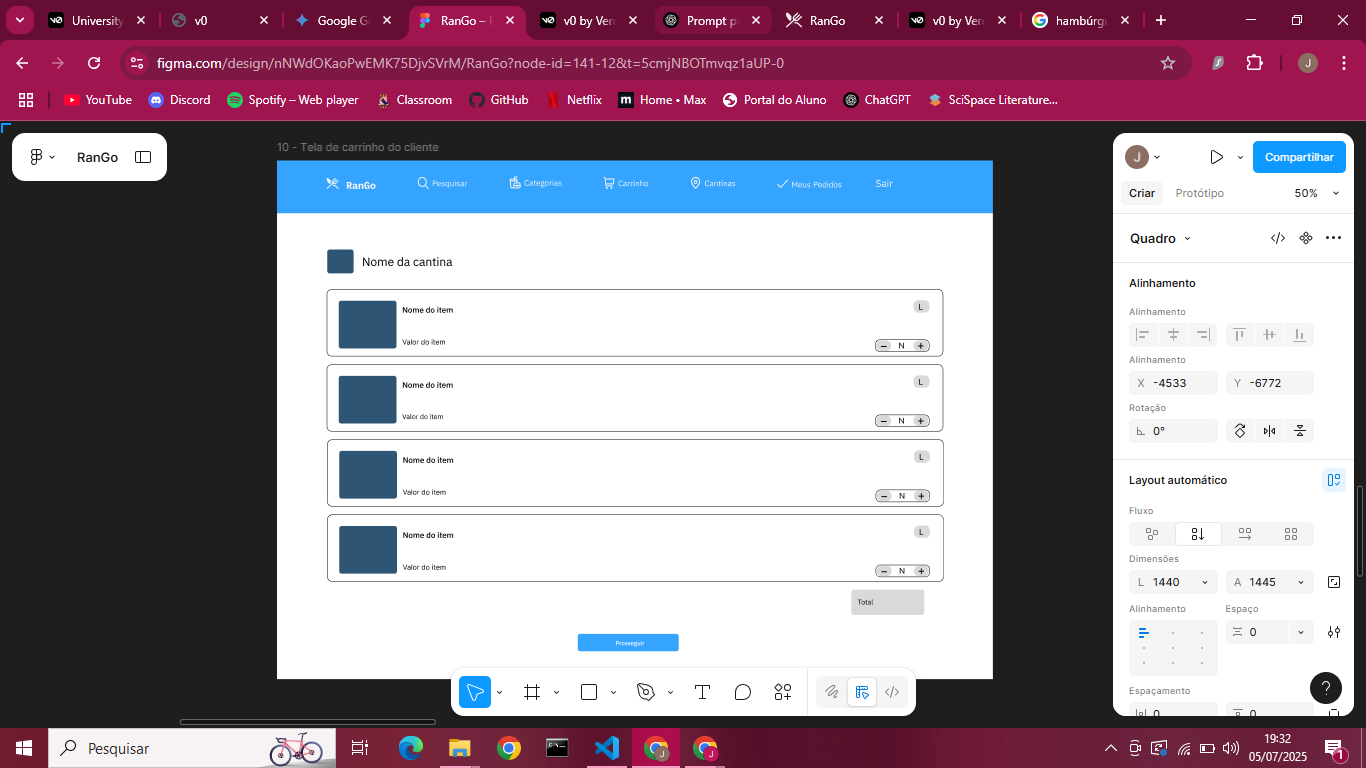 University
v0
Google G
RanGo – F
v0 by Verc
Prompt pa
RanGo
v0 by Verc
hambúrgu
figma.com/design/nNWdOKaoPwEMK75DjvSVrM/RanGo?node-id=141-12&t=5cmjNBOTmvqz1aUP-0
J
YouTube
Discord
Spotify – Web player
Classroom
GitHub
Netflix
Home • Max
Portal do Aluno
ChatGPT
SciSpace Literature...
RanGo
10 - Tela de carrinho do cliente
RanGo
Pesquisar
Categorias
Carrinho
Cantinas
Meus Pedidos
Sair
Nome da cantina
Nome do item
L
Valor do item
– N +
Nome do item
L
Valor do item
– N +
Nome do item
L
Valor do item
– N +
Nome do item
L
Valor do item
– N +
Total
Prosseguir
J
Compartilhar
Criar
Protótipo
50%
Quadro
Alinhamento
Alinhamento
Alinhamento
X -4533
Y -6772
Rotação
0°
Layout automático
Fluxo
Dimensões
L 1440
A 1445
Alinhamento
Espaço
0
Espaçamento
0
0
?
Pesquisar
19:32
05/07/2025
1